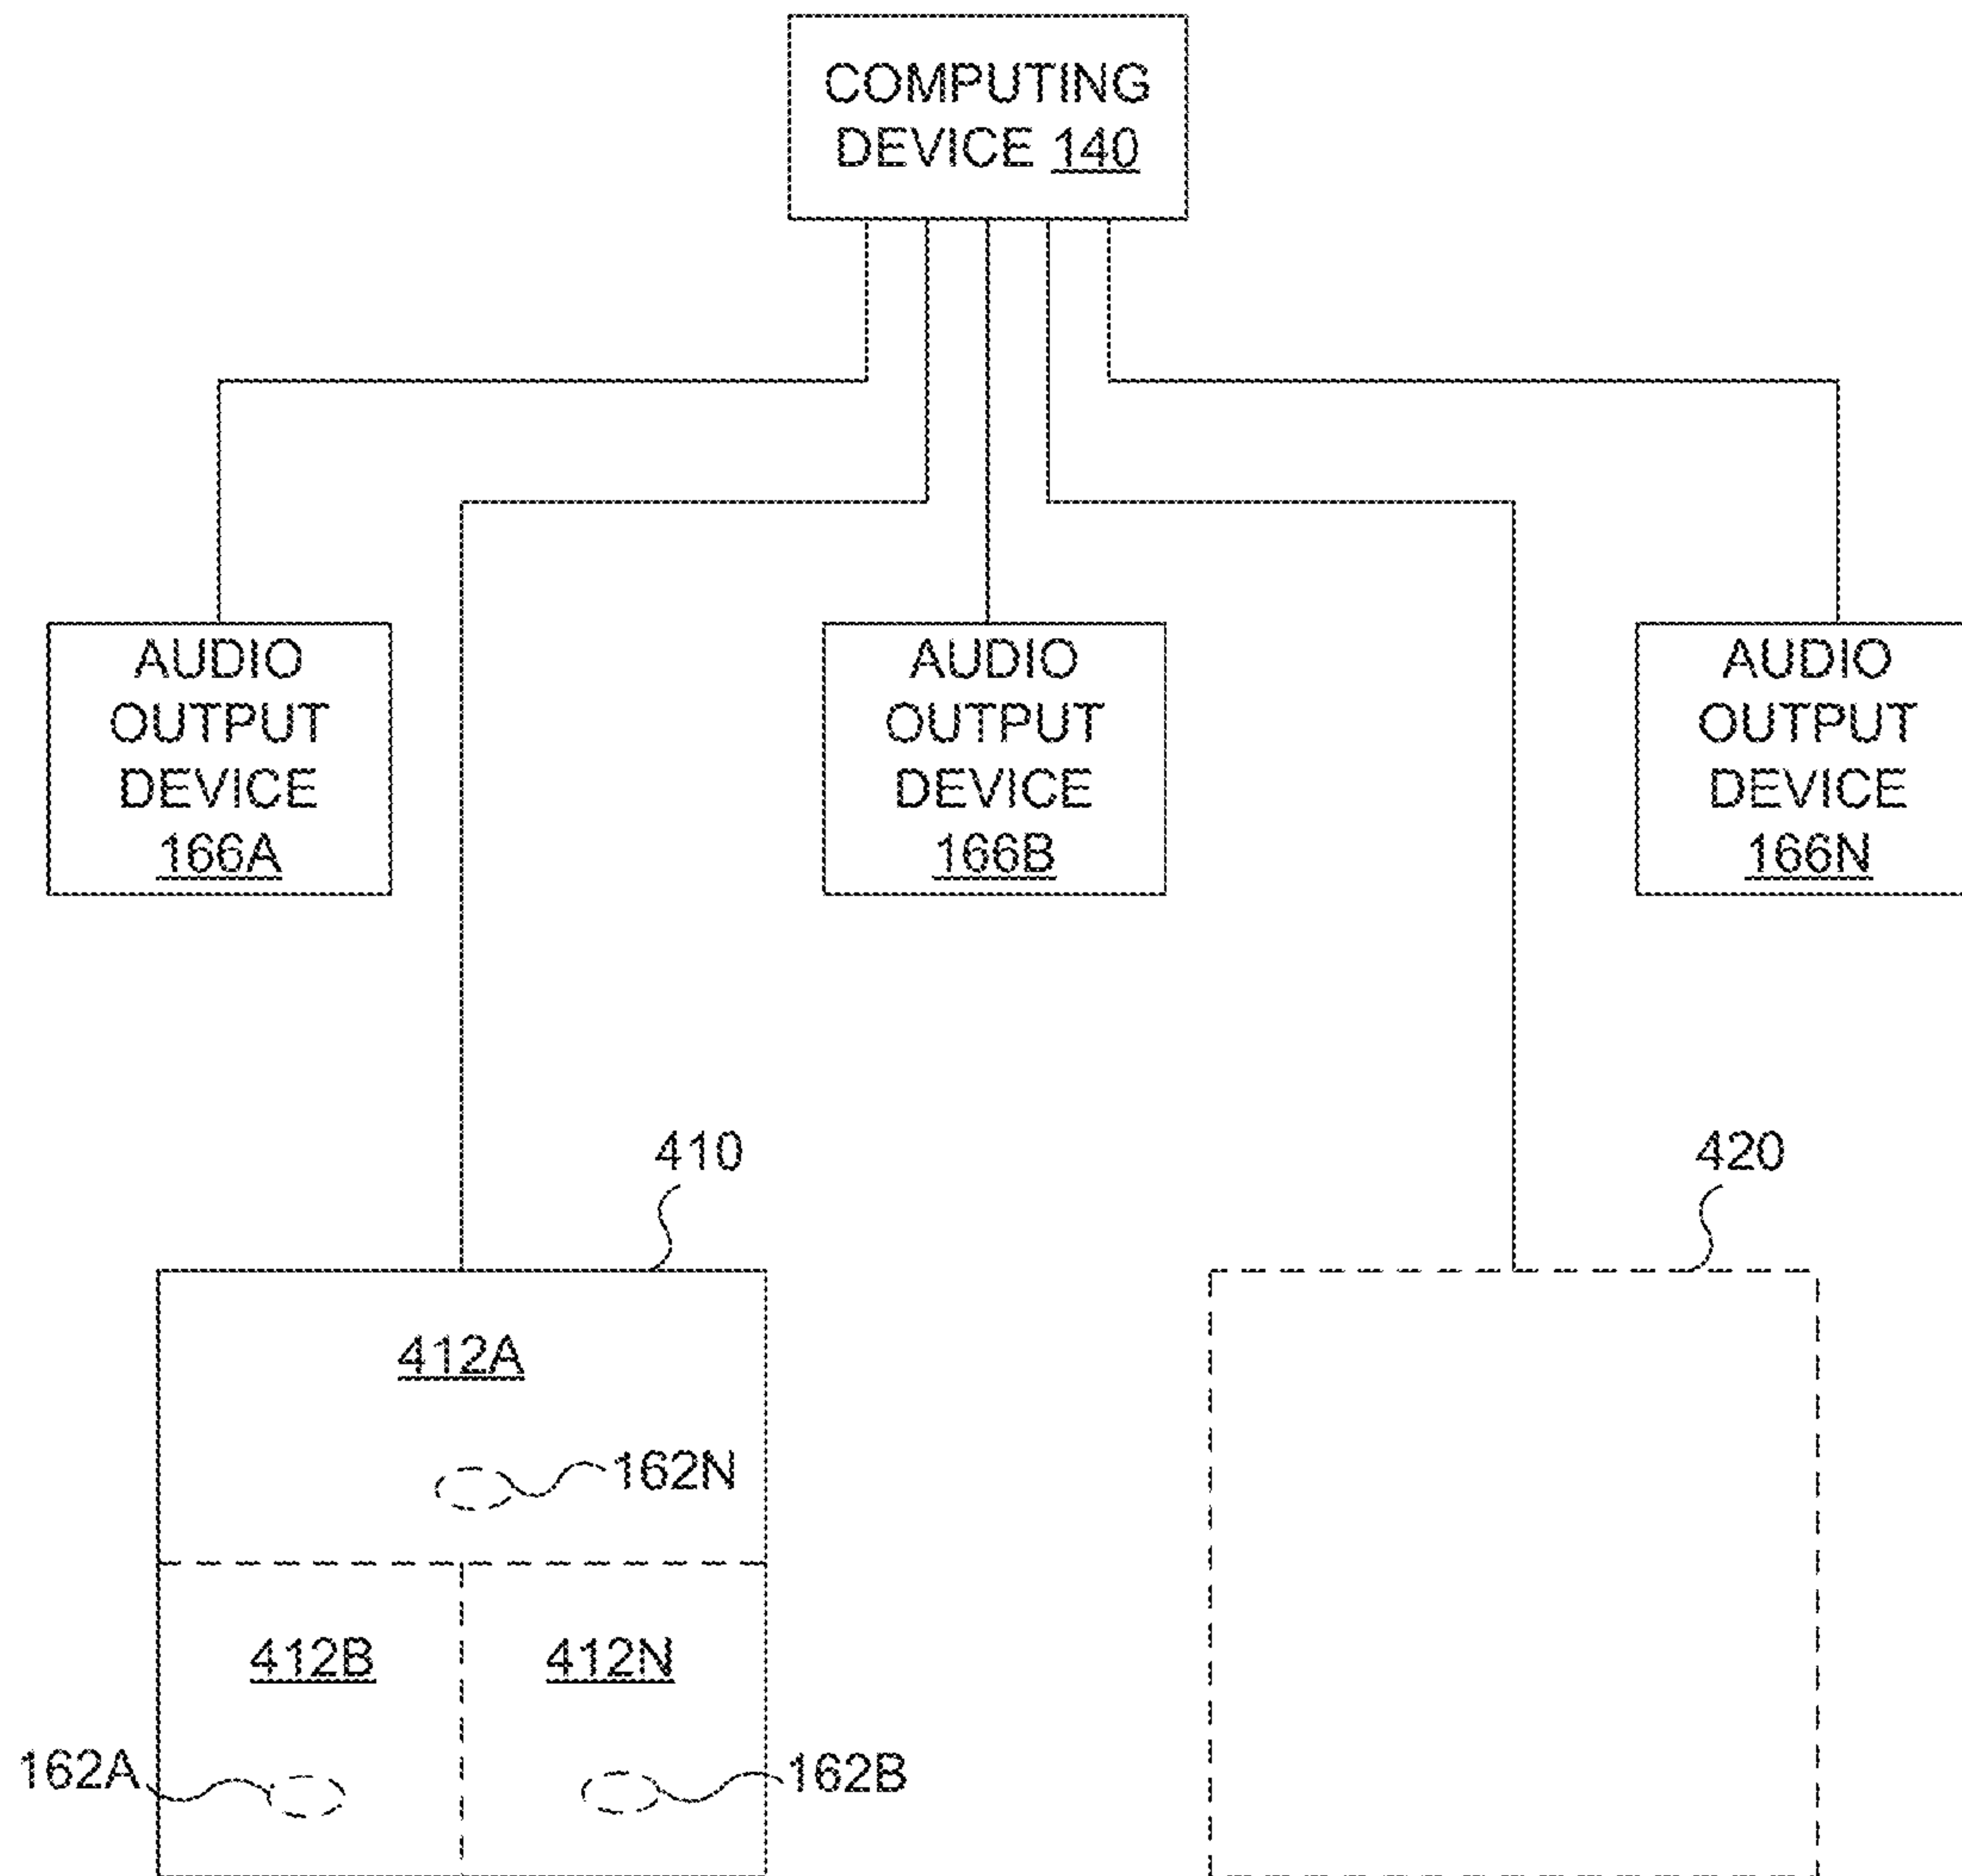 COMPUTING
DEVICE 140
AUDIO
OUTPUT
DEVICE
166A
AUDIO
OUTPUT
DEVICE
166B
AUDIO
OUTPUT
DEVICE
166N
410
420
412A
162N
412B
412N
162A
162B